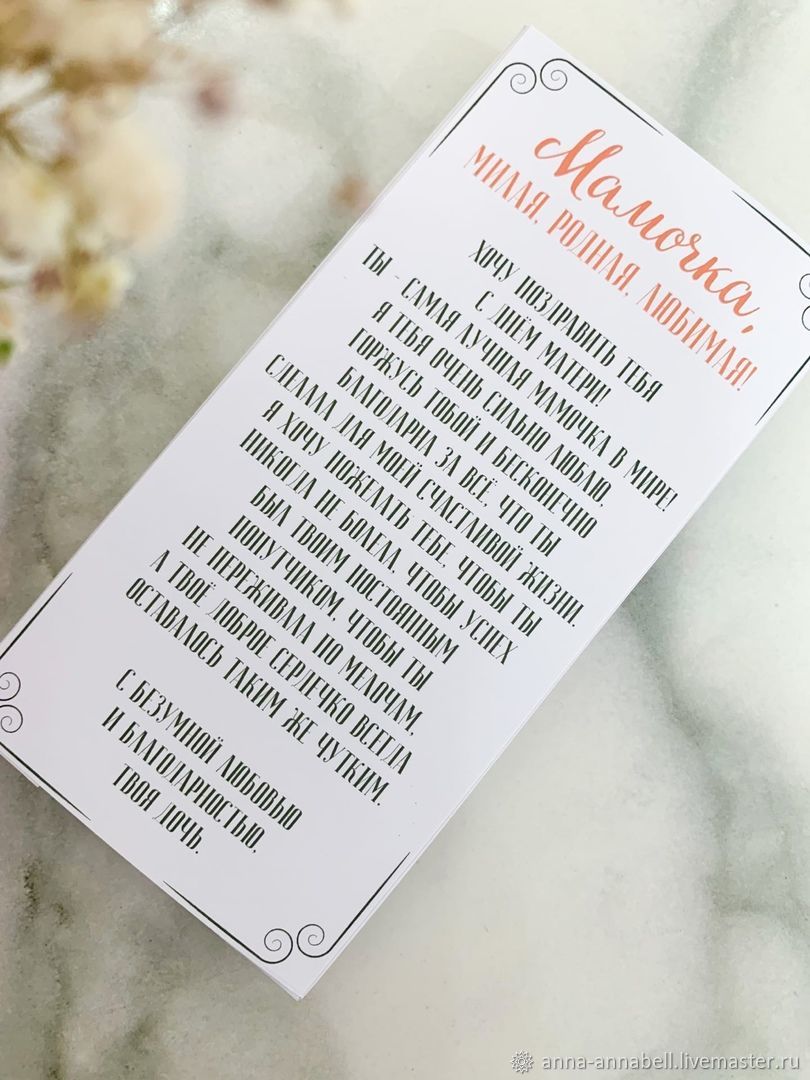 Мамочка,
МИЛАЯ, РОДНАЯ, ЛЮБИМАЯ!
ХОЧУ ПОЗДРАВИТЬ ТЕБЯ
С ДНЁМ МАТЕРИ!
ТЫ - САМАЯ ЛУЧШАЯ МАМОЧКА В МИРЕ!
Я ТЕБЯ ОЧЕНЬ СИЛЬНО ЛЮБЛЮ,
ГОРЖУСЬ ТОБОЙ И БЕСКОНЕЧНО
БЛАГОДАРНА ЗА ВСЁ, ЧТО ТЫ
СДЕЛАЛА ДЛЯ МОЕЙ СЧАСТЛИВОЙ ЖИЗНИ.
Я ХОЧУ ПОЖЕЛАТЬ ТЕБЕ, ЧТОБЫ ТЫ
НИКОГДА НЕ БОЛЕЛА, ЧТОБЫ УСПЕХ
БЫЛ ТВОИМ ПОСТОЯННЫМ
ПОПУТЧИКОМ, ЧТОБЫ ТЫ
НЕ ПЕРЕЖИВАЛА ПО МЕЛОЧАМ,
А ТВОЁ ДОБРОЕ СЕРДЕЧКО ВСЕГДА
ОСТАВАЛОСЬ ТАКИМ ЖЕ ЧУТКИМ.
С БЕЗУМНОЙ ЛЮБОВЬЮ
И БЛАГОДАРНОСТЬЮ,
ТВОЯ ДОЧЬ.
anna-annabell.livemaster.ru